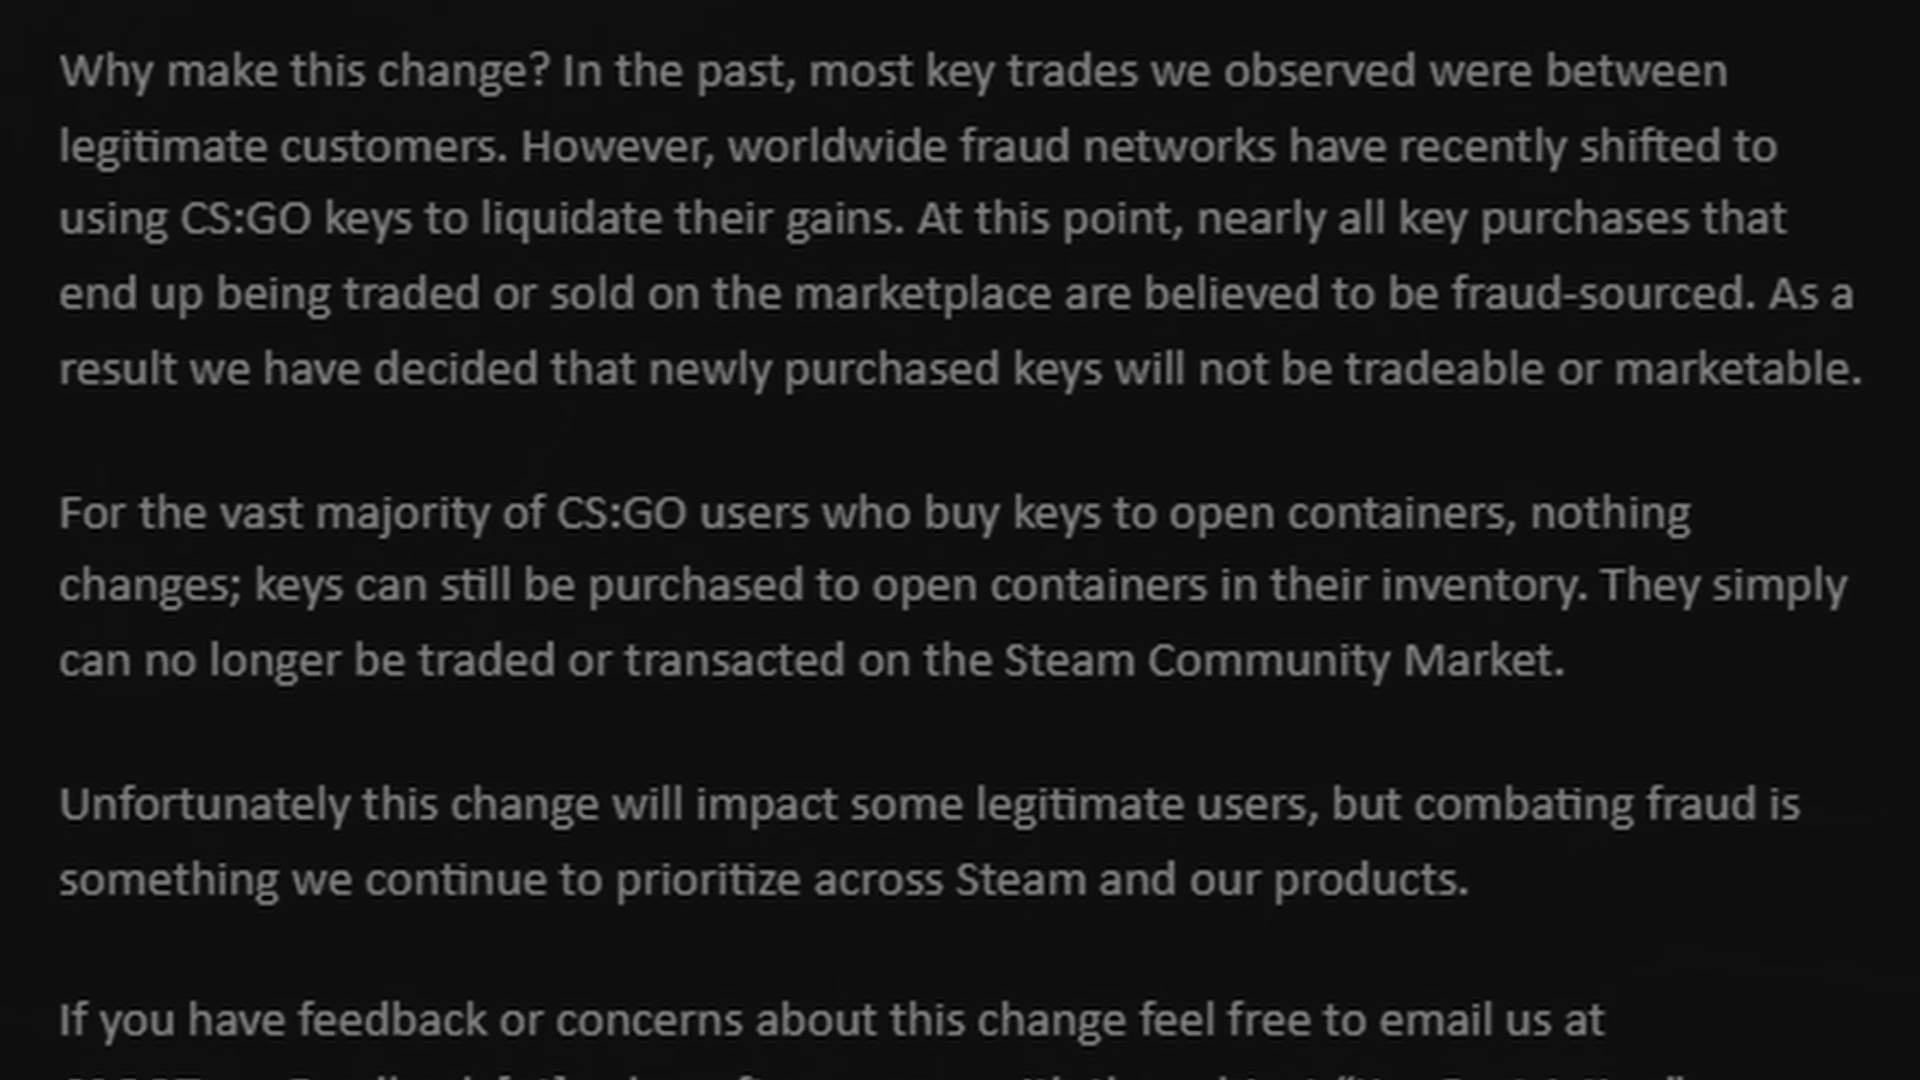 Why make this change? In the past, most key trades we observed were between
legitimate customers. However, worldwide fraud networks have recently shifted to
using CS:GO keys to liquidate their gains. At this point, nearly all key purchases that
end up being traded or sold on the marketplace are believed to be fraud-sourced. As a
result we have decided that newly purchased keys will not be tradeable or marketable.
For the vast majority of CS:GO users who buy keys to open containers, nothing
changes; keys can still be purchased to open containers in their inventory. They simply
can no longer be traded or transacted on the Steam Community Market.
Unfortunately this change will impact some legitimate users, but combating fraud is
something we continue to prioritize across Steam and our products.
If you have feedback or concerns about this change feel free to email us at